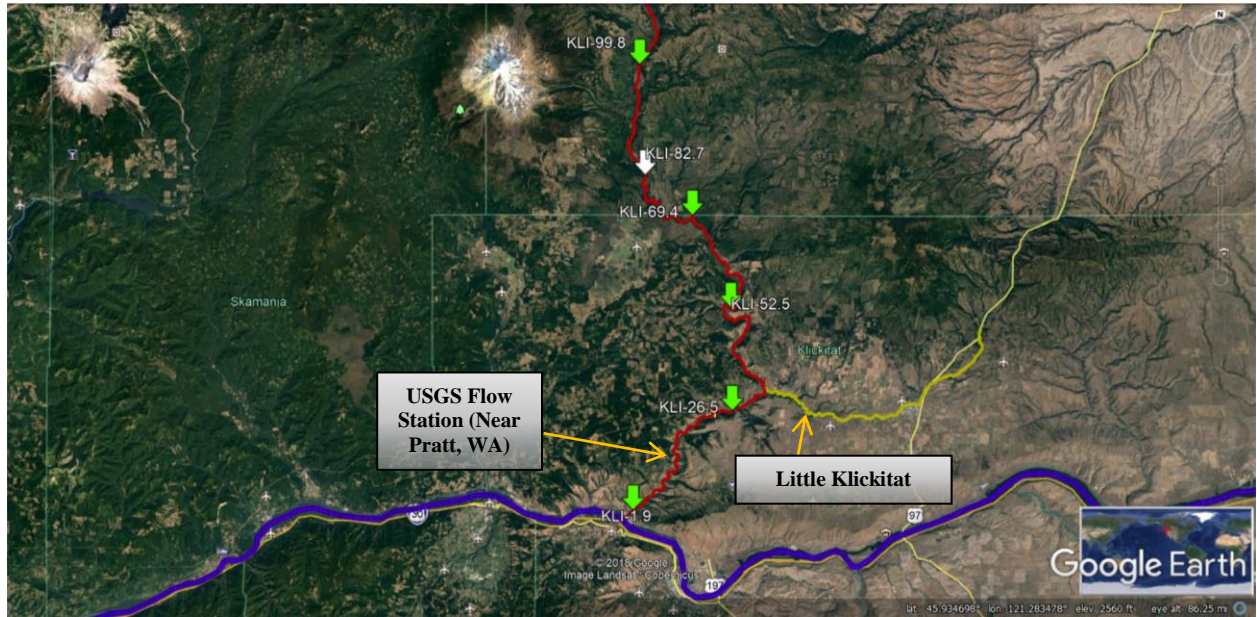 N
KLI-99.8
KLI-82.7
KLI-69.4
Skamania
KLI-52.5
Klickitat
USGS Flow
Station (Near
Pratt, WA)
KLI-26.5
Little Klickitat
KLI-1.9
97
197
© 2016 Google
Image Landsat / Copernicus
Google Earth
lat 45.934698° lon -121.283478° elev 2560 ft eye alt 86.25 mi